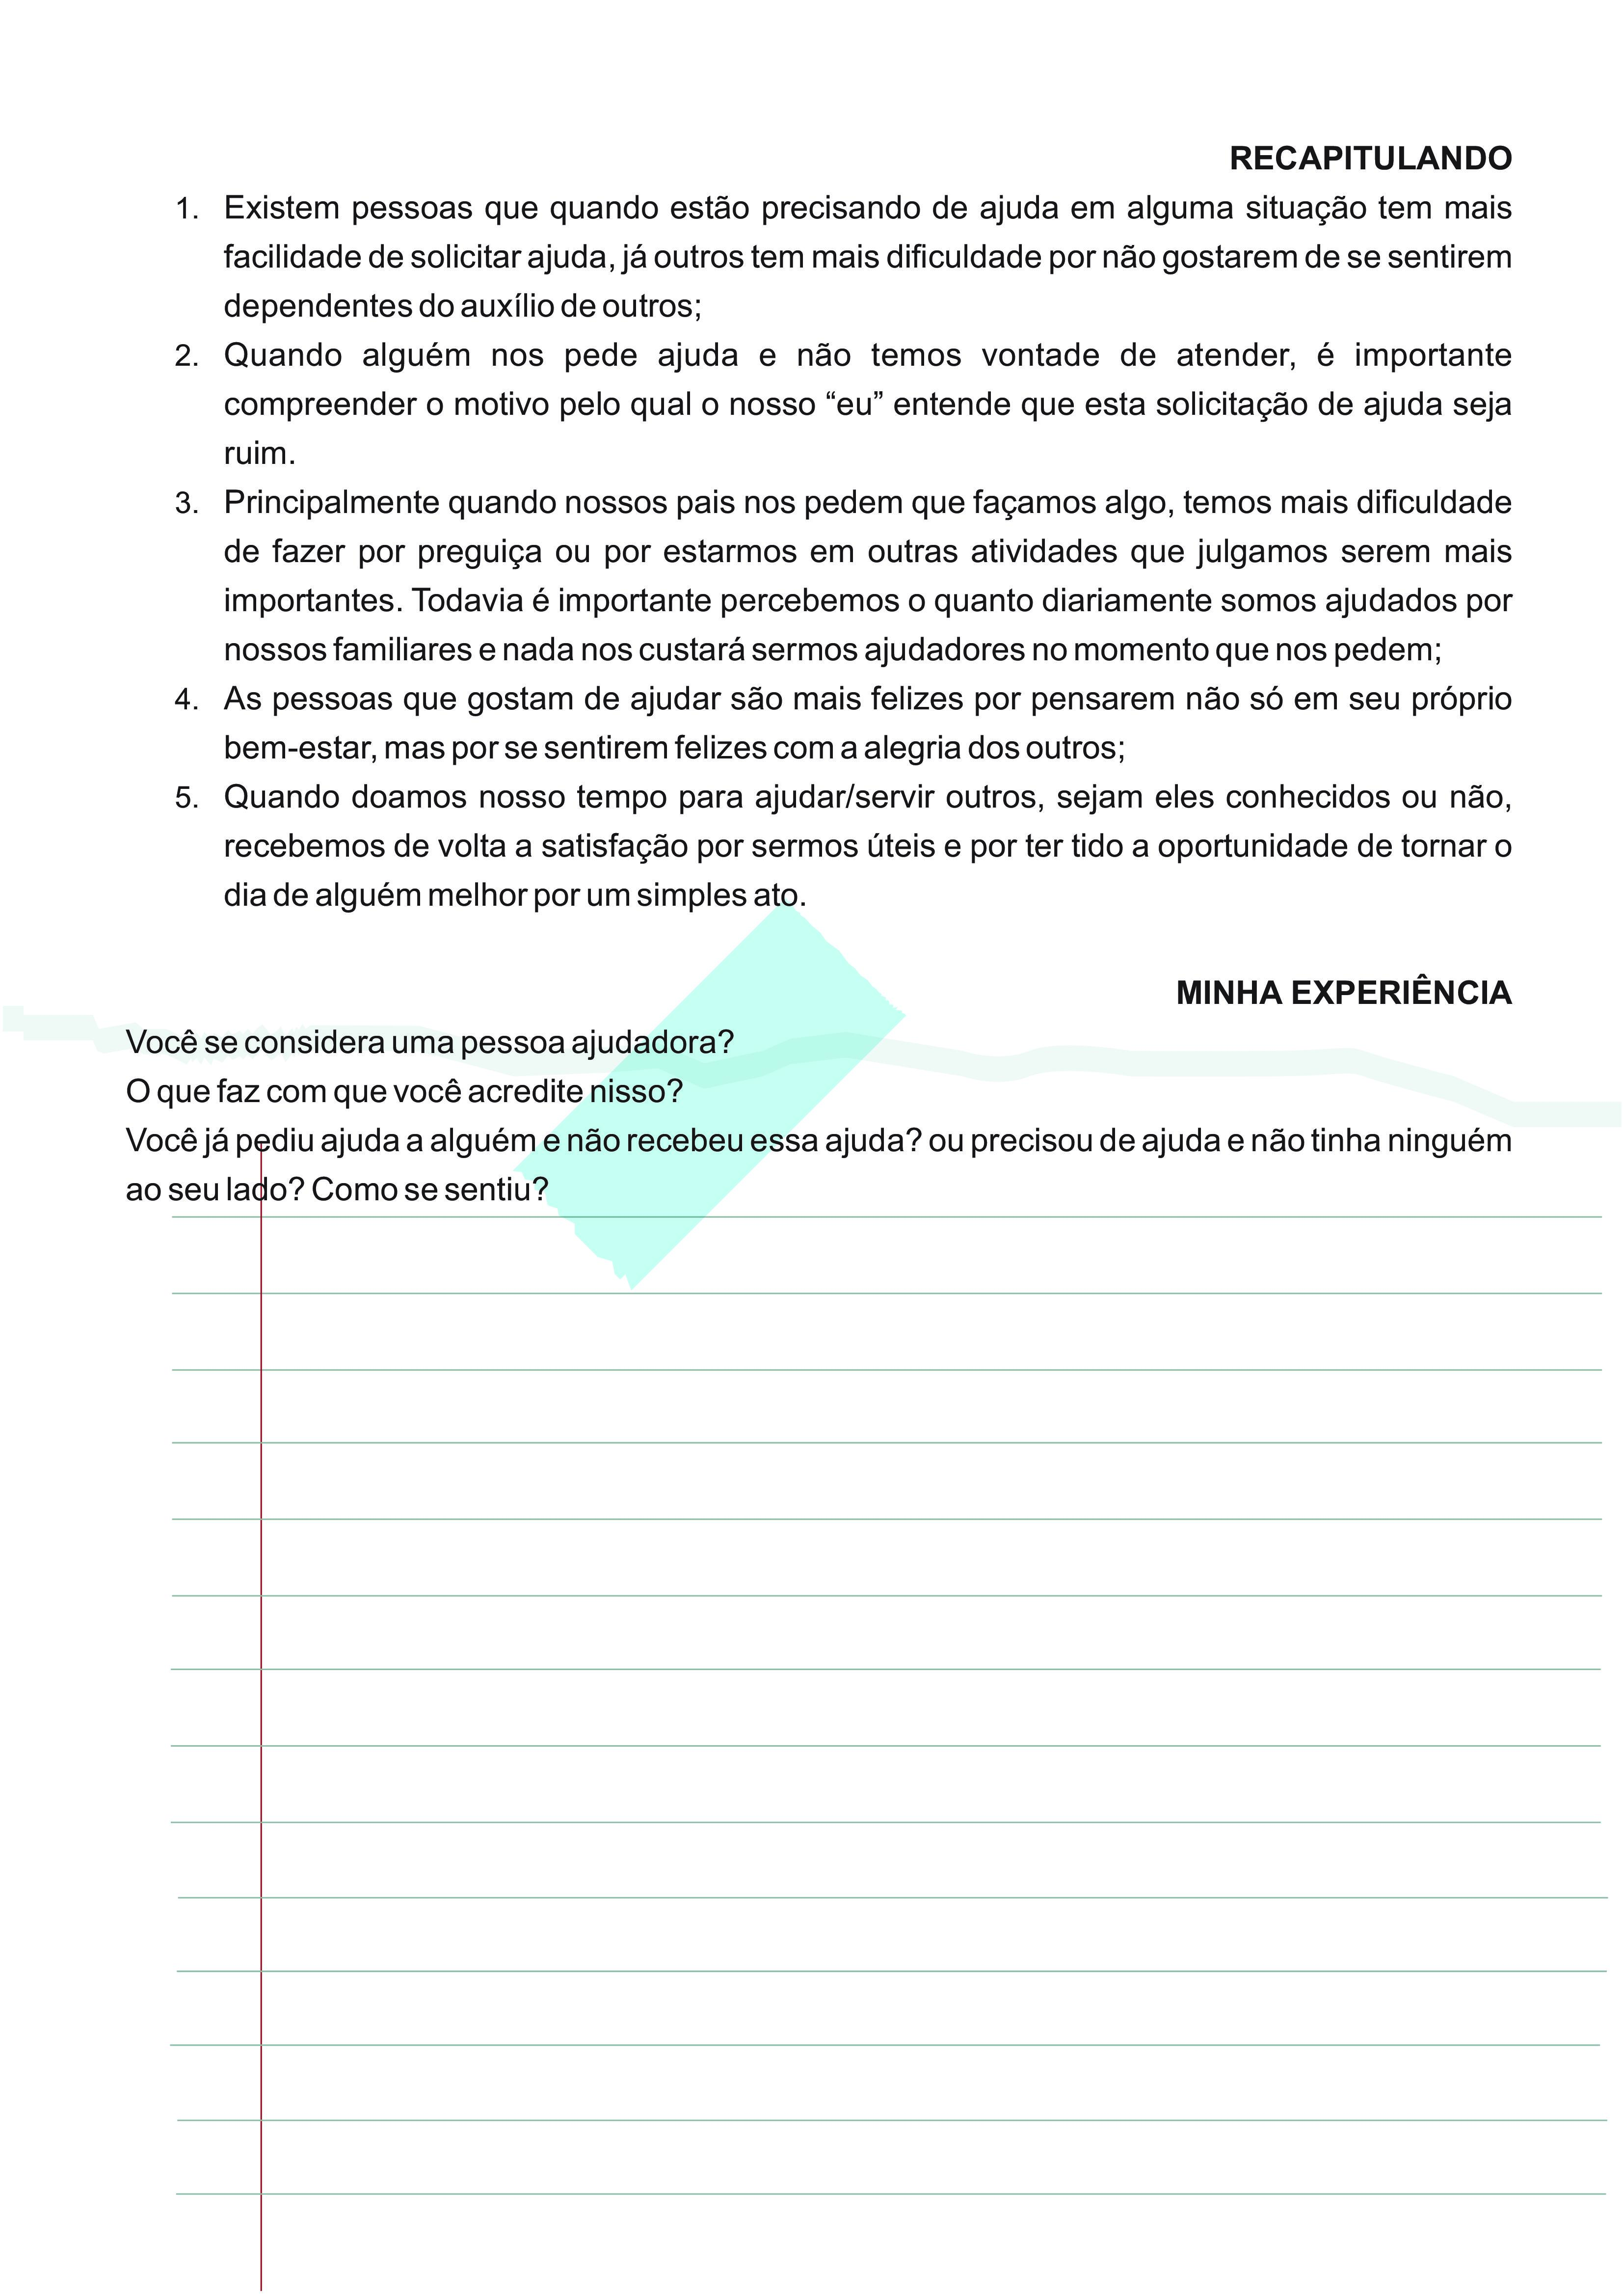 RECAPITULANDO
1. Existem pessoas que quando estão precisando de ajuda em alguma situação tem mais
facilidade de solicitar ajuda, já outros tem mais dificuldade por não gostarem de se sentirem
dependentes do auxílio de outros;
2. Quando alguém nos pede ajuda e não temos vontade de atender, é importante
compreender o motivo pelo qual o nosso “eu” entende que esta solicitação de ajuda seja
ruim.
3. Principalmente quando nossos pais nos pedem que façamos algo, temos mais dificuldade
de fazer por preguiça ou por estarmos em outras atividades que julgamos serem mais
importantes. Todavia é importante percebemos o quanto diariamente somos ajudados por
nossos familiares e nada nos custará sermos ajudadores no momento que nos pedem;
4. As pessoas que gostam de ajudar são mais felizes por pensarem não só em seu próprio
bem-estar, mas por se sentirem felizes com a alegria dos outros;
5. Quando doamos nosso tempo para ajudar/servir outros, sejam eles conhecidos ou não,
recebemos de volta a satisfação por sermos úteis e por ter tido a oportunidade de tornar o
dia de alguém melhor por um simples ato.
MINHA EXPERIÊNCIA
Você se considera uma pessoa ajudadora?
O que faz com que você acredite nisso?
Você já pediu ajuda a alguém e não recebeu essa ajuda? ou precisou de ajuda e não tinha ninguém
ao seu lado? Como se sentiu?